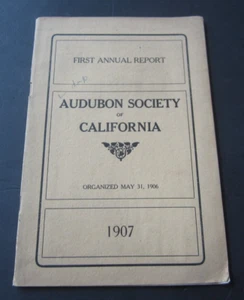 FIRST ANNUAL REPORT
AUDUBON SOCIETY
OF
CALIFORNIA
ORGANIZED MAY 31, 1906
1907